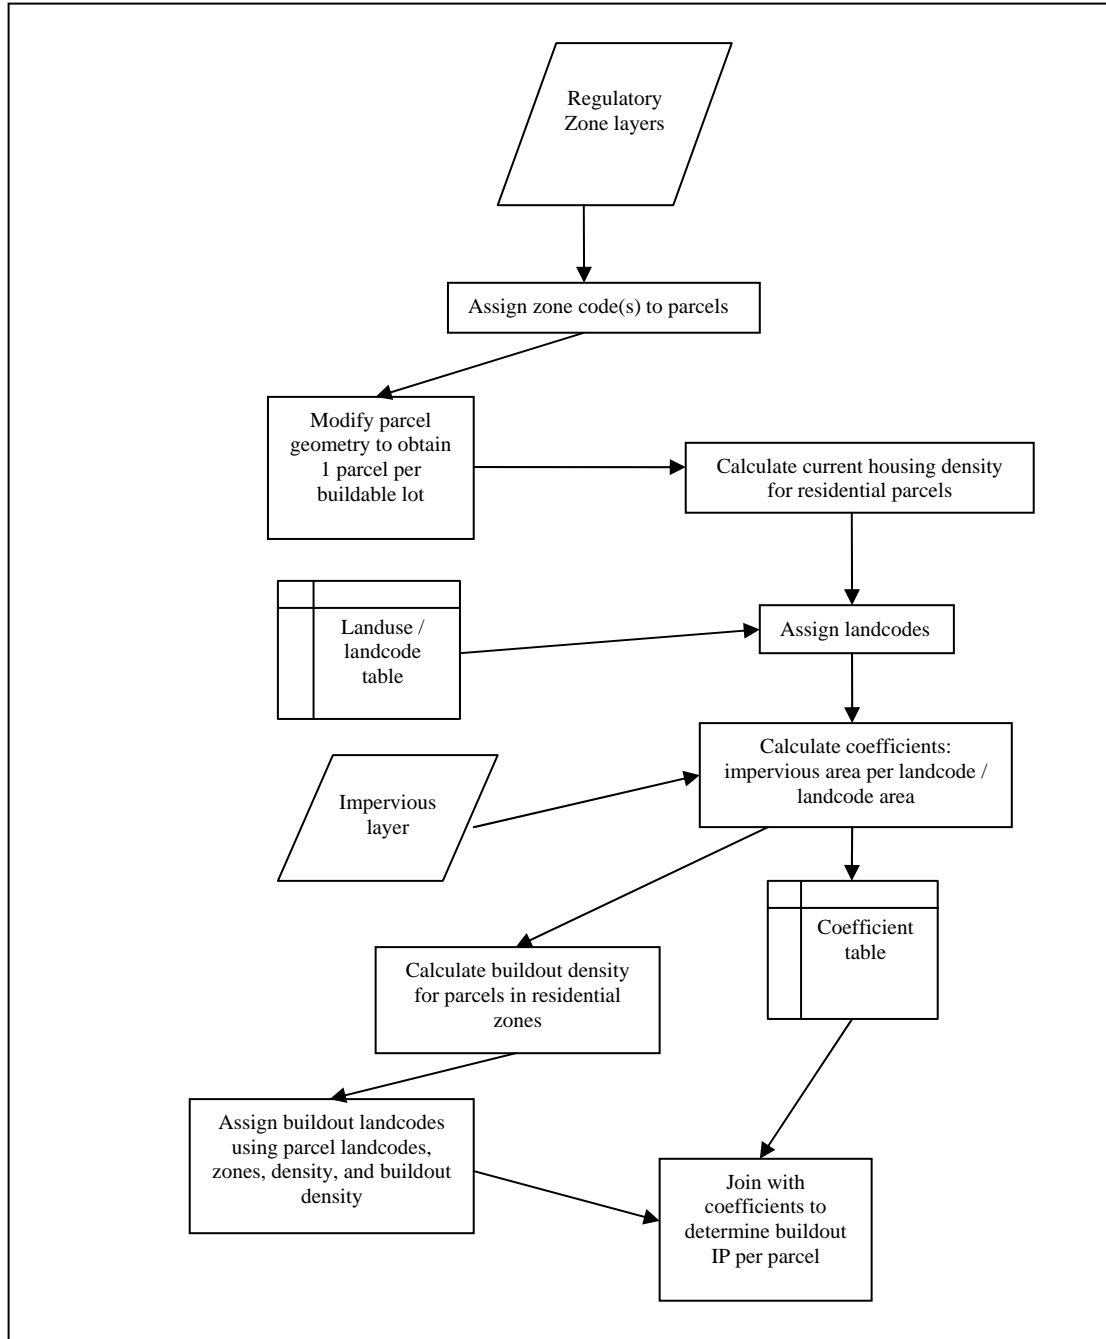 Regulatory
Zone layers
Assign zone code(s) to parcels
Modify parcel
geometry to obtain
1 parcel per
buildable lot
Calculate current housing density
for residential parcels
Landuse /
landcode
table
Assign landcodes
Calculate coefficients:
impervious area per landcode /
landcode area
Impervious
layer
Coefficient
table
Calculate buildout density
for parcels in residential
zones
Assign buildout landcodes
using parcel landcodes,
zones, density, and buildout
density
Join with
coefficients to
determine buildout
IP per parcel